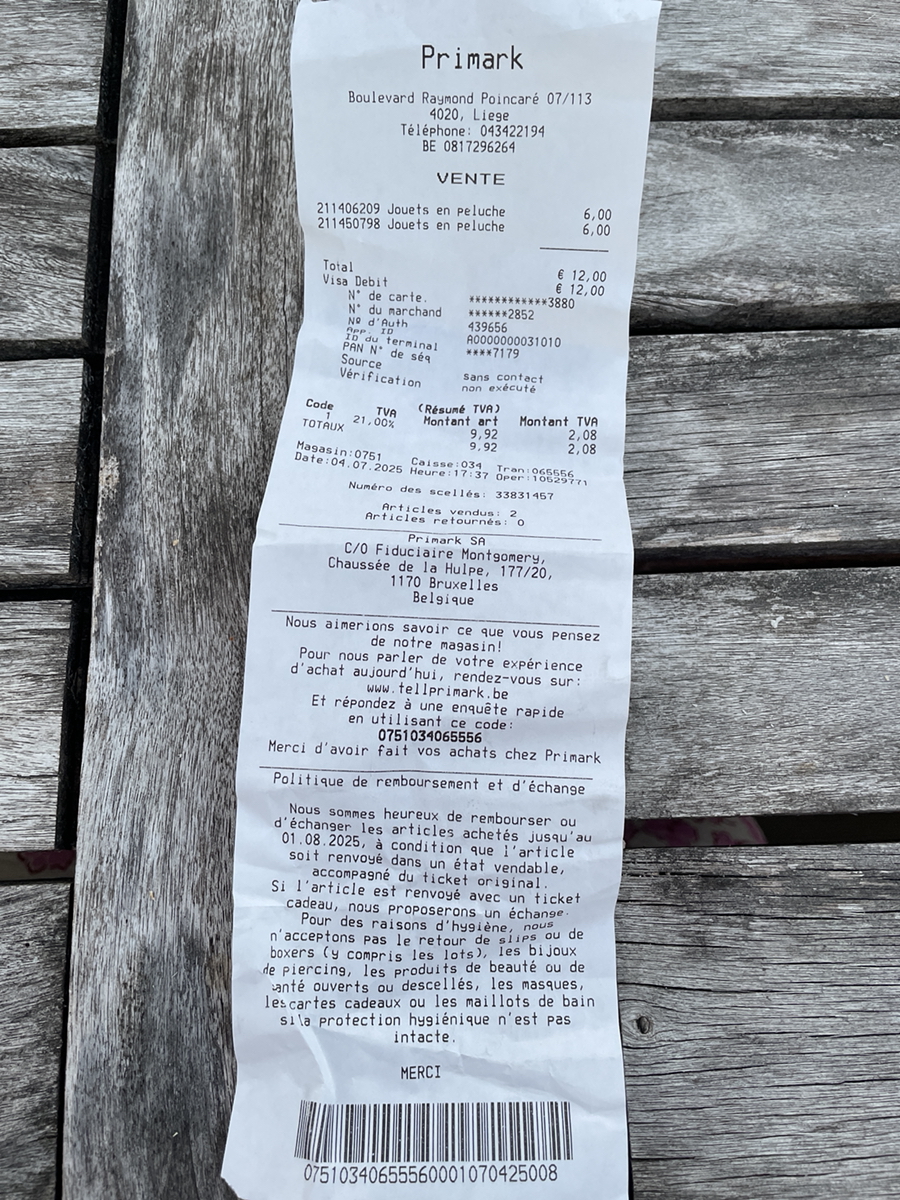 Primark
Boulevard Raymond Poincaré 07/113
4020, Liege
Téléphone: 043422194
BE 0817296264
VENTE
211406209 Jouets en peluche 6,00
211450798 Jouets en peluche 6,00
Total € 12,00
Visa Debit € 12,00
N° de carte. ************3880
N° du marchand ******2852
Nº d'Auth 439656
App. ID A0000000031010
ID du terminal ****7179
PAN N° de séq
Source sans contact
Vérification non exécuté
(Résumé TVA)
Code TVA Montant art Montant TVA
1 21,00% 9,92 2,08
TOTAUX 9,92 2,08
Magasin:0751 Caisse:034 Tran:065556
Date:04.07.2025 Heure:17:37 Oper:10529771
Numéro des scellés: 33831457
Articles vendus: 2
Articles retournés: 0
Primark SA
C/O Fiduciaire Montgomery,
Chaussée de la Hulpe, 177/20,
1170 Bruxelles
Belgique
Nous aimerions savoir ce que vous pensez
de notre magasin!
Pour nous parler de votre expérience
d'achat aujourd'hui, rendez-vous sur:
www.tellprimark.be
Et répondez à une enquête rapide
en utilisant ce code:
0751034065556
Merci d'avoir fait vos achats chez Primark
Politique de remboursement et d'échange
Nous sommes heureux de rembourser ou
d'échanger les articles achetés jusqu'au
01.08.2025, à condition que l'article
soit renvoyé dans un état vendable,
accompagné du ticket original.
Si l'article est renvoyé avec un ticket
cadeau, nous proposerons un échange.
Pour des raisons d'hygiène, nous
n'acceptons pas le retour de slips ou de
boxers (y compris les lots), les bijoux
de piercing, les produits de beauté ou de
santé ouverts ou descellés, les masques,
les cartes cadeaux ou les maillots de bain
si la protection hygiénique n'est pas
intacte.
MERCI
07510340655560001070425008